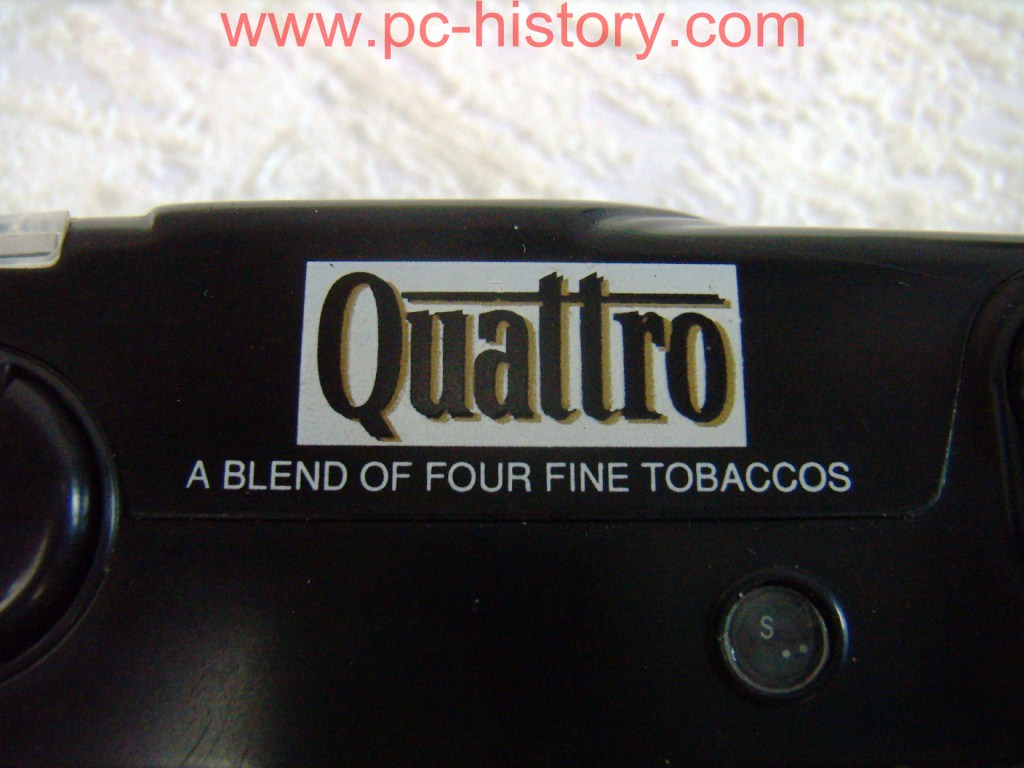 www.pc-history.com
Quattro
A BLEND OF FOUR FINE TOBACCOS
S